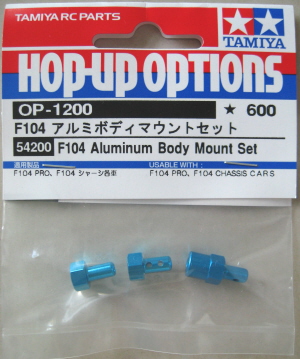 TAMIYA RC PARTS
TAMIYA
HOP-UP OPTIONS
OP-1200 ★ 600
F104 アルミボディマウントセット
54200 F104 Aluminum Body Mount Set
適用製品: USABLE WITH :
F104 PRO、F104 シャーシ各車 F104 PRO, F104 CHASSIS CARS